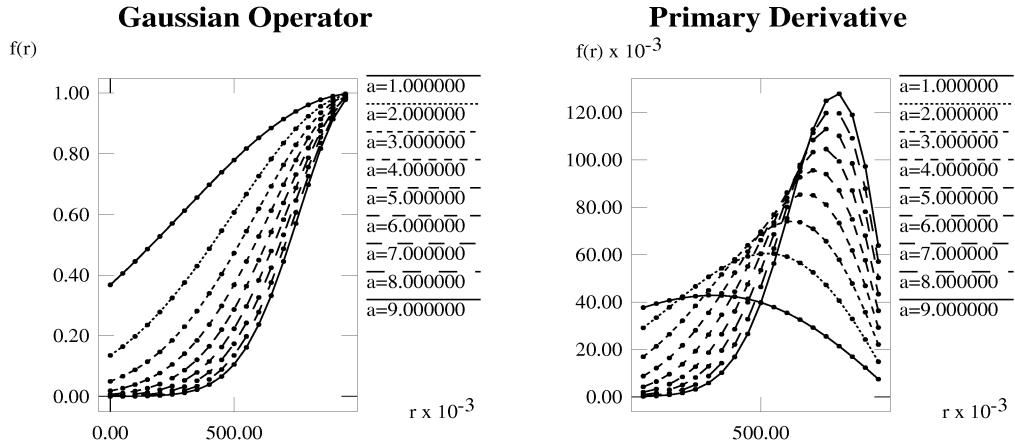 Gaussian Operator
f(r)
1.00
0.80
0.60
0.40
0.20
0.00
0.00
500.00
r x 10-3
a=1.000000
a=2.000000
a=3.000000
a=4.000000
a=5.000000
a=6.000000
a=7.000000
a=8.000000
a=9.000000
Primary Derivative
f(r) x 10-3
120.00
100.00
80.00
60.00
40.00
20.00
0.00
500.00
r x 10-3
a=1.000000
a=2.000000
a=3.000000
a=4.000000
a=5.000000
a=6.000000
a=7.000000
a=8.000000
a=9.000000